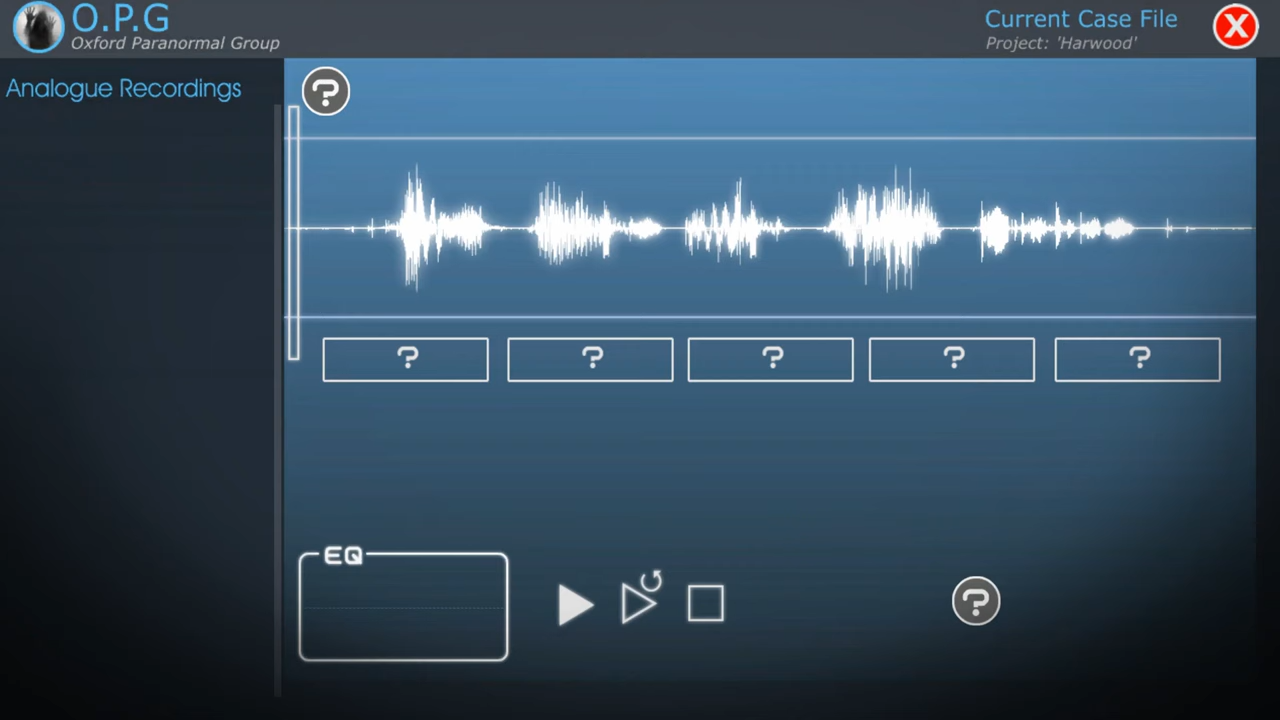 O.P.G
Oxford Paranormal Group
Current Case File
Project: 'Harwood'
X
Analogue Recordings
?
? ? ? ? ?
EQ
?